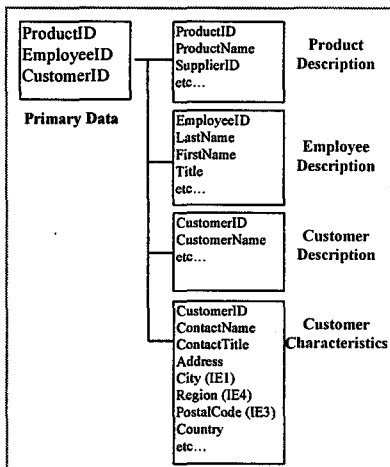 ProductID
EmployeeID
CustomerID
Primary Data
ProductID
ProductName
SupplierID
etc...
Product
Description
EmployeeID
LastName
FirstName
Title
etc...
Employee
Description
CustomerID
CustomerName
etc...
Customer
Description
CustomerID
ContactName
ContactTitle
Address
City (IE1)
Region (IE4)
PostalCode (IE3)
Country
etc...
Customer
Characteristics